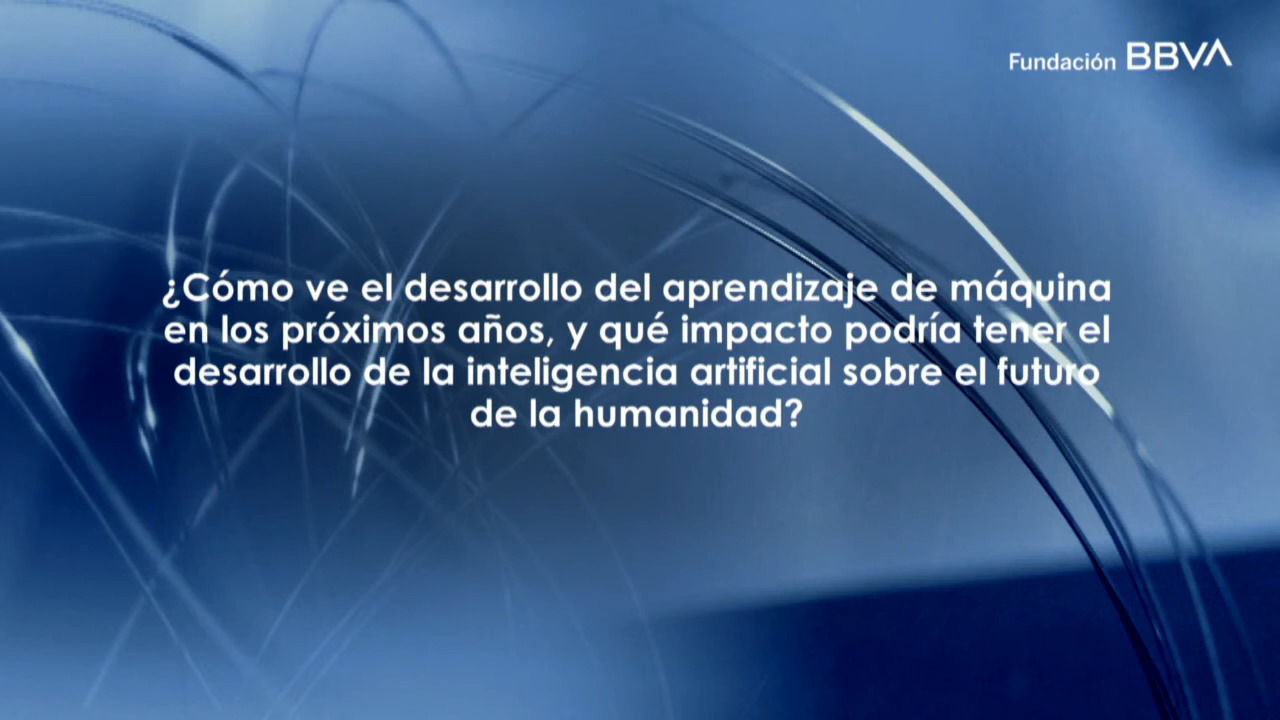 Fundación BBVA
¿Cómo ve el desarrollo del aprendizaje de máquina
en los próximos años, y qué impacto podría tener el
desarrollo de la inteligencia artificial sobre el futuro
de la humanidad?